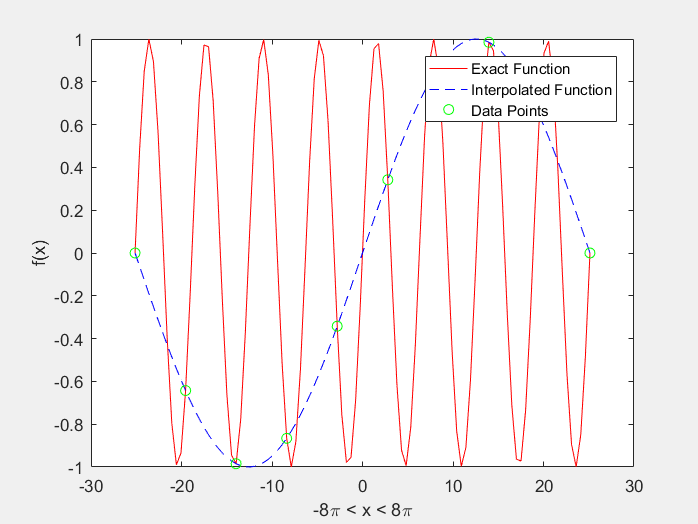 1
0.8
0.6
0.4
0.2
0
-0.2
-0.4
-0.6
-0.8
-1
f(x)
Exact Function
Interpolated Function
Data Points
-30 -20 -10 0 10 20 30
-8π < x < 8π